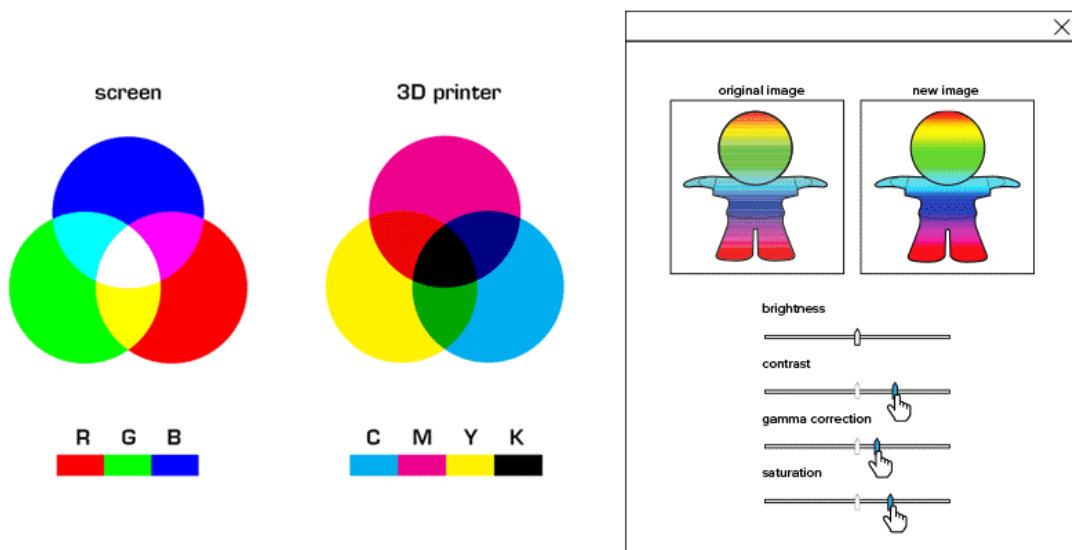 screen
R G B
3D printer
C M Y K
original image
new image
brightness
contrast
gamma correction
saturation